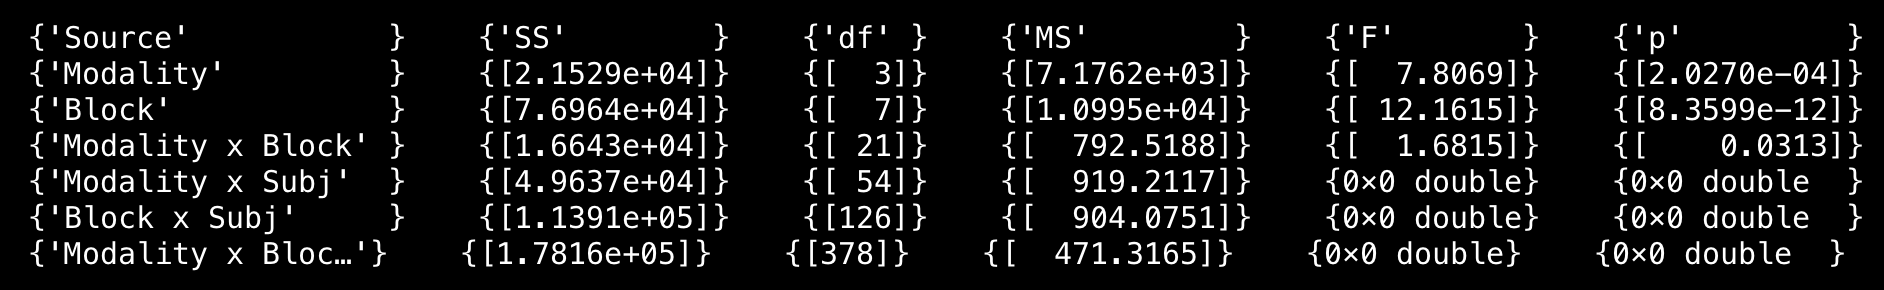 {'Source'           }    {'SS'        }    {'df' }    {'MS'        }    {'F'       }    {'p'         }
{'Modality'         }    {[2.1529e+04]}    {[  3]}    {[7.1762e+03]}    {[  7.8069]}    {[2.0270e-04]}
{'Block'            }    {[7.6964e+04]}    {[  7]}    {[1.0995e+04]}    {[ 12.1615]}    {[8.3599e-12]}
{'Modality x Block' }    {[1.6643e+04]}    {[ 21]}    {[  792.5188]}    {[  1.6815]}    {[    0.0313]}
{'Modality x Subj'  }    {[4.9637e+04]}    {[ 54]}    {[  919.2117]}    {0×0 double}    {0×0 double  }
{'Block x Subj'     }    {[1.1391e+05]}    {[126]}    {[  904.0751]}    {0×0 double}    {0×0 double  }
{'Modality x Bloc…'}    {[1.7816e+05]}    {[378]}    {[  471.3165]}    {0×0 double}    {0×0 double  }